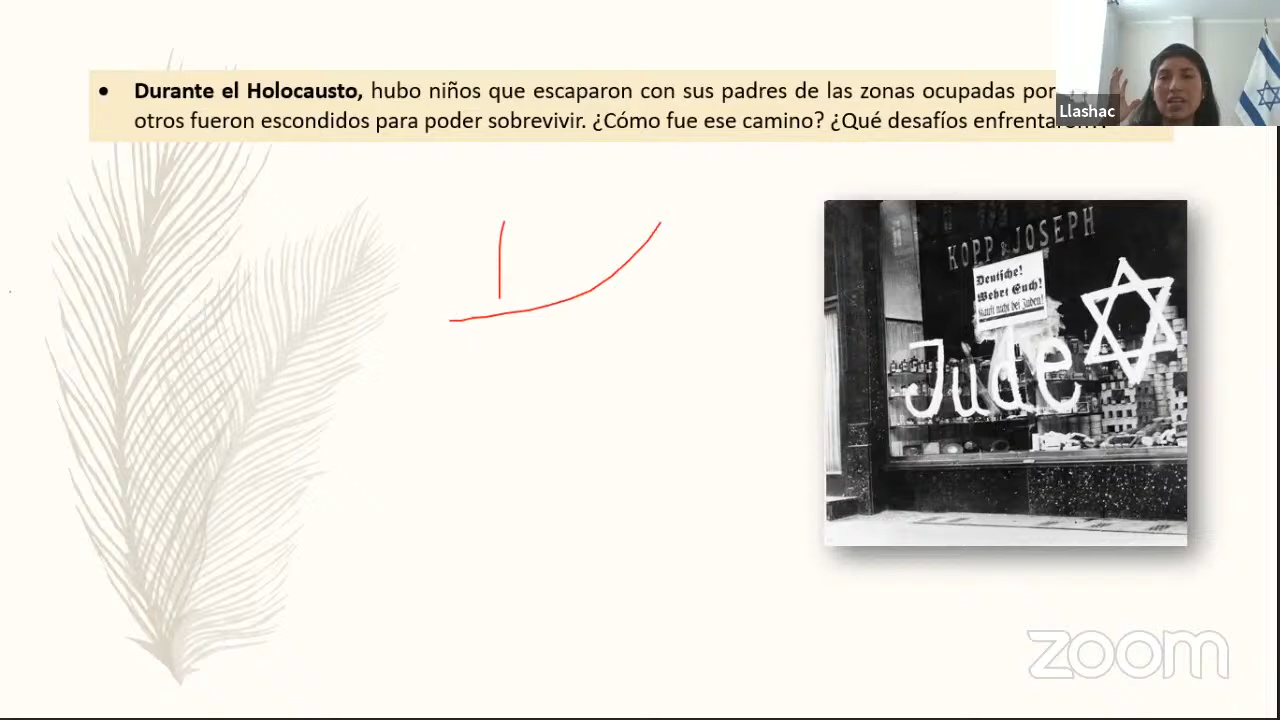 Durante el Holocausto, hubo niños que escaparon con sus padres de las zonas ocupadas por
otros fueron escondidos para poder sobrevivir. ¿Cómo fue ese camino? ¿Qué desafíos enfrentaron?
Llashac
KOPP & JOSEPH
Deutsche!
Wehrt Euch!
Kauft nicht bei Juden!
Jude
zoom